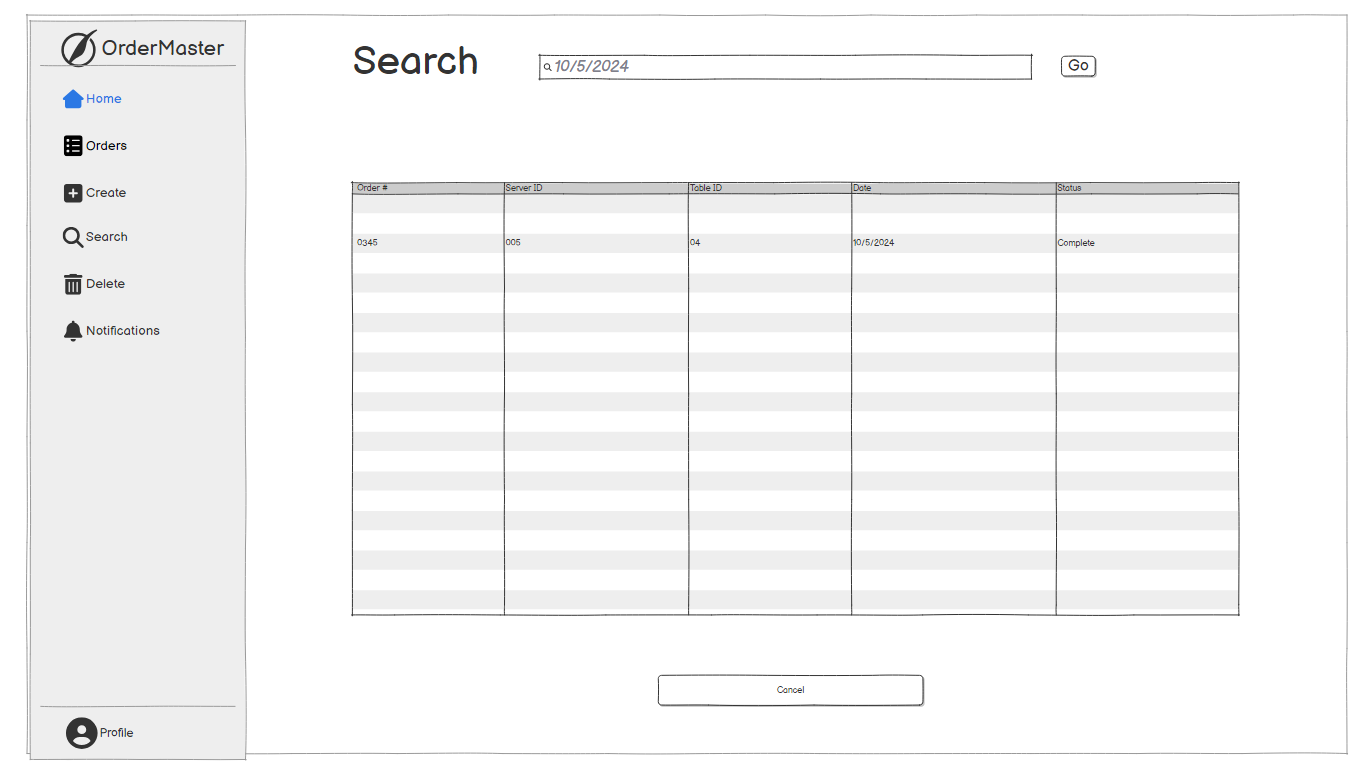 OrderMaster
Home
Orders
Create
Search
Delete
Notifications
Profile
Search
10/5/2024
Go
Order # Server ID Table ID Date Status
0345 005 04 10/5/2024 Complete
Cancel